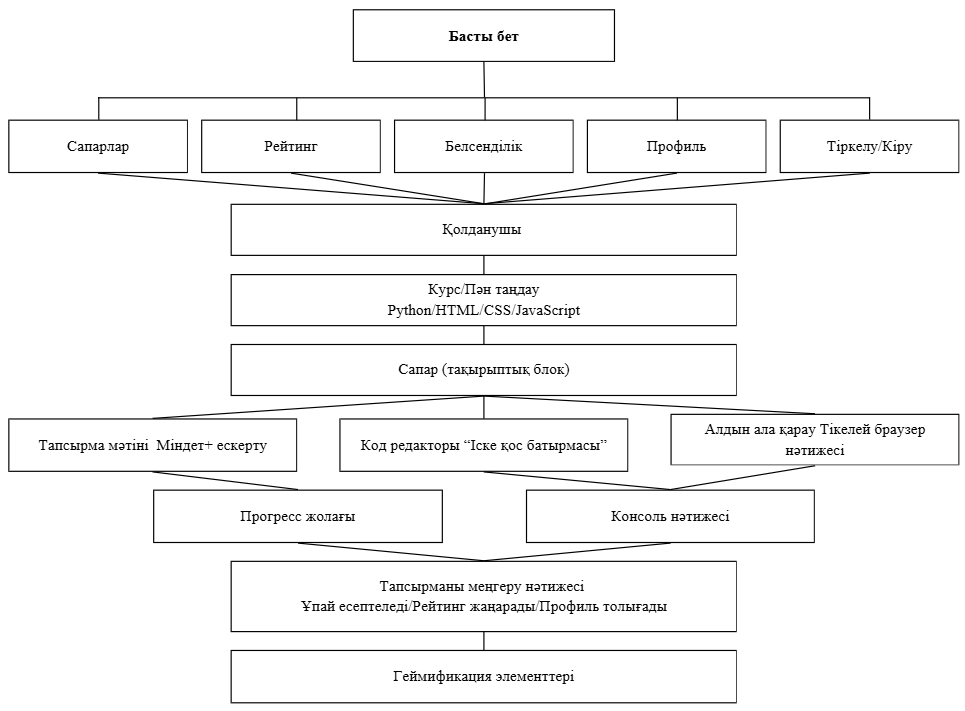 Басты бет
Сапарлар
Рейтинг
Белсенділік
Профиль
Тіркелу/Кіру
Қолданушы
Курс/Пән таңдау
Python/HTML/CSS/JavaScript
Сапар (тақырыптық блок)
Тапсырма мәтіні Міндет+ ескерту
Код редакторы “Іске қос батырмасы”
Алдын ала қарау Тікелей браузер
нәтижесі
Прогресс жолағы
Консоль нәтижесі
Тапсырманы меңгеру нәтижесі
Ұпай есептеледі/Рейтинг жаңарады/Профиль толығады
Геймификация элементтері